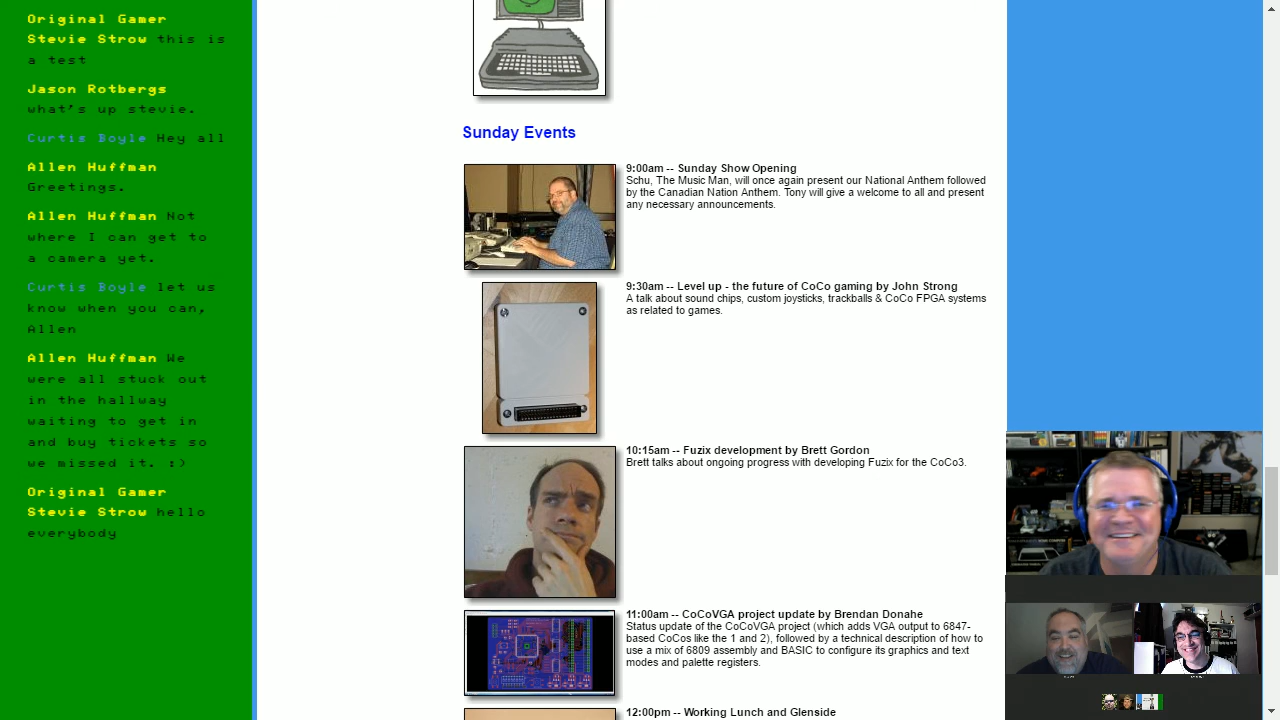 Original Gamer
Stevie Strow this is
a test
Jason Rotbergs
what's up stevie.
Curtis Boyle Hey all
Allen Huffman
Greetings.
Allen Huffman Not
where I can get to
a camera yet.
Curtis Boyle let us
know when you can,
Allen
Allen Huffman We
were all stuck out
in the hallway
waiting to get in
and buy tickets so
we missed it. :)
Original Gamer
Stevie Strow hello
everybody
Sunday Events
9:00am -- Sunday Show Opening
Schu, The Music Man, will once again present our National Anthem followed
by the Canadian Nation Anthem. Tony will give a welcome to all and present
any necessary announcements.
9:30am -- Level up - the future of CoCo gaming by John Strong
A talk about sound chips, custom joysticks, trackballs & CoCo FPGA systems
as related to games.
10:15am -- Fuzix development by Brett Gordon
Brett talks about ongoing progress with developing Fuzix for the CoCo3.
11:00am -- CoCoVGA project update by Brendan Donahe
Status update of the CoCoVGA project (which adds VGA output to 6847-
based CoCos like the 1 and 2), followed by a technical description of how to
use a mix of 6809 assembly and BASIC to configure its graphics and text
modes and palette registers.
12:00pm -- Working Lunch and Glenside